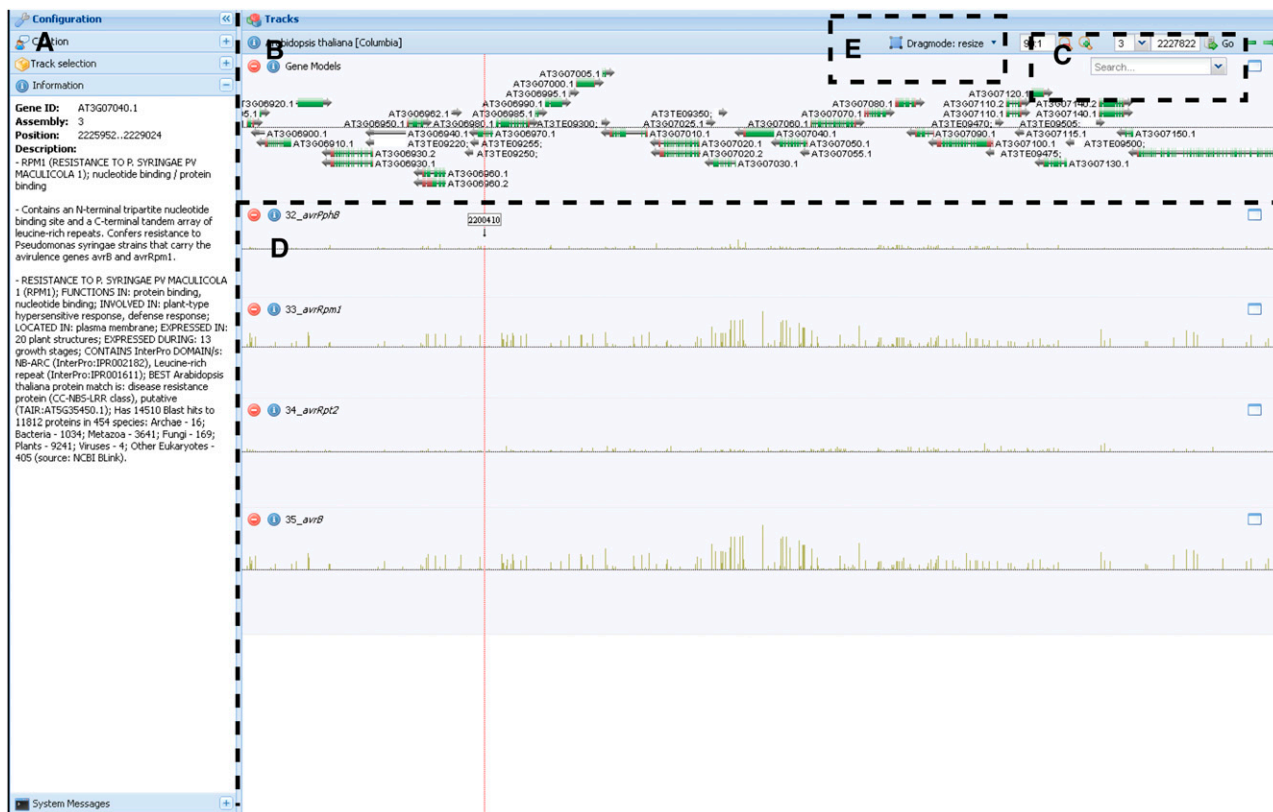 Configuration
Tracks
A
Track selection
Information
Gene ID: AT3G07040.1
Assembly: 3
Position: 2225952..2229024
Description:
- RPM1 (RESISTANCE TO P. SYRINGAE PV
MACULICOLA 1); nucleotide binding / protein
binding
- Contains an N-terminal tripartite nucleotide
binding site and a C-terminal tandem array of
leucine-rich repeats. Confers resistance to
Pseudomonas syringae strains that carry the
avirulence genes avrB and avrRpm1.
- RESISTANCE TO P. SYRINGAE PV MACULICOLA
1 (RPM1); FUNCTIONS IN: protein binding,
nucleotide binding; INVOLVED IN: plant-type
hypersensitive response, defense response;
LOCATED IN: plasma membrane; EXPRESSED IN:
20 plant structures; EXPRESSED DURING: 13
growth stages; CONTAINS InterPro DOMAIN/s:
NB-ARC (InterPro:IPR002182), Leucine-rich
repeat (InterPro:IPR001611); BEST Arabidopsis
thaliana protein match is: disease resistance
protein (CC-NBS-LRR class), putative
(TAIR:AT5G35450.1); Has 14510 Blast hits to
11812 proteins in 454 species: Archae - 16;
Bacteria - 1034; Metazoa - 3641; Fungi - 169;
Plants - 9241; Viruses - 4; Other Eukaryotes -
405 (source: NCBI BLink).
System Messages
B
thaliana [Columbia]
E
Dragmode: resize
3
2227822
Go
C
Search...
Gene Models
AT3G07005.1
AT3G07000.1
AT3G06995.1
AT3G07120.1
AT3G06990.1 AT3G07080.1 AT3G07110.2 AT3G07140.2
AT3G06962.1 AT3G06985.1 AT3TE09350; AT3G07070.1 AT3G07110.1 AT3G07140.1
AT3G06950.1 AT3G06980.1 AT3TE09300; AT3G07025.1 AT3G07060.1 AT3TE09470; AT3TE09505;
AT3G06900.1 AT3G06940.1 AT3G06970.1 AT3G07010.1 AT3G07040.1 AT3G07090.1 AT3G07115.1 AT3G07150.1
AT3G06910.1 AT3TE09220; AT3TE09255; AT3G07020.1 AT3G07050.1 AT3G07100.1 AT3TE09500;
AT3G06930.2 AT3TE09250; AT3G07020.2 AT3G07055.1 AT3TE09475;
AT3G06930.1 AT3G07030.1 AT3G07130.1
AT3G06960.1
AT3G06960.2
32_avrPphB
2200410
D
33_avrRpm1
34_avrRpt2
35_avrB